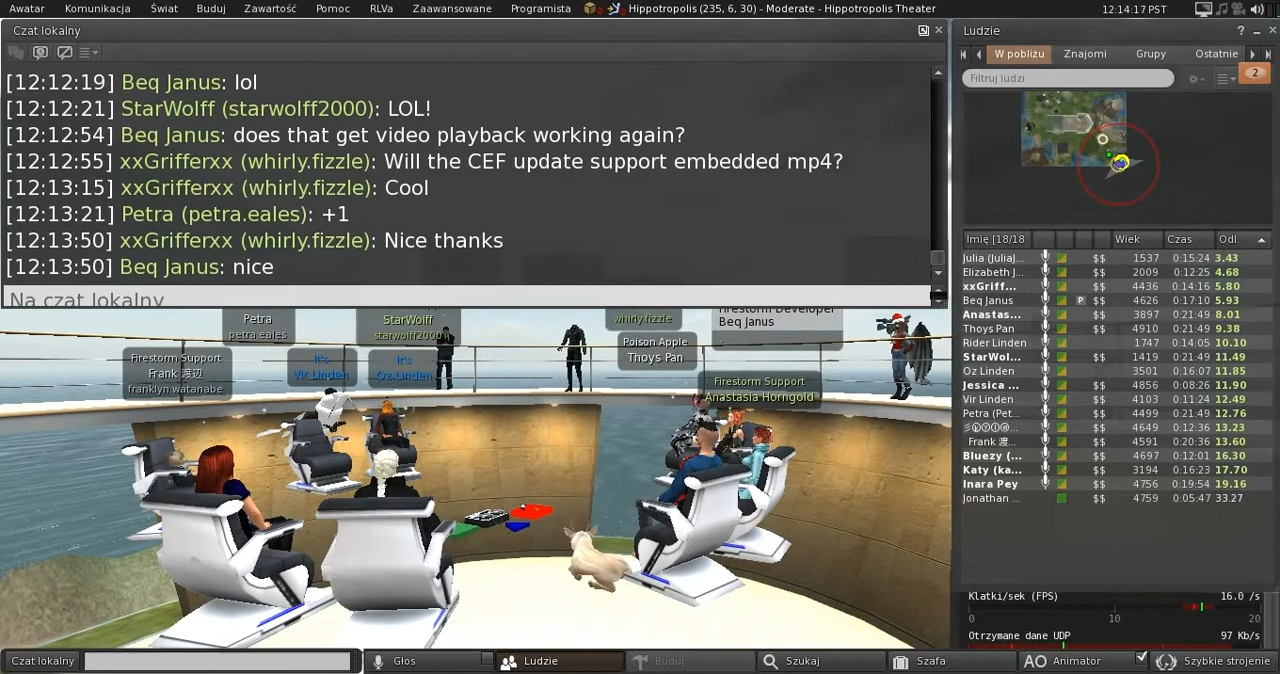 Awatar Komunikacja Świat Buduj Zawartość Pomoc RLVa Zaawansowane Programista Hippotropolis (235, 6, 30) - Moderate - Hippotropolis Theater 12:14:17 PST
Czat lokalny
[12:12:19] Beq Janus: lol
[12:12:21] StarWolff (starwolff2000): LOL!
[12:12:54] Beq Janus: does that get video playback working again?
[12:12:55] xxGrifferxx (whirly.fizzle): Will the CEF update support embedded mp4?
[12:13:15] xxGrifferxx (whirly.fizzle): Cool
[12:13:21] Petra (petra.eales): +1
[12:13:50] xxGrifferxx (whirly.fizzle): Nice thanks
[12:13:50] Beq Janus: nice
Na czat lokalny
Petra
petra.eales
StarWolff
starwolff2000
whirly.fizzle
Firestorm Developer
Beq Janus
Poison Apple
Thoys Pan
Firestorm Support
Frank 渡辺
franklyn.watanabe
It's
Vir Linden
It's
Oz Linden
Firestorm Support
Anastasia Horngold
Ludzie
W pobliżu Znajomi Grupy Ostatnie
Filtruj ludzi
2
Imię [18/18 Wiek Czas Odl.
Julia (JuliaJ... $$ 1537 0:15:24 3.43
Elizabeth J... $$ 2009 0:12:25 4.68
xxGriff... $$ 4436 0:14:16 5.80
Beq Janus P $$ 4626 0:17:10 5.93
Anastas... $$ 3897 0:21:49 8.01
Thoys Pan $$ 4910 0:21:49 9.38
Rider Linden 1747 0:14:05 10.10
StarWol... $$ 1419 0:21:49 11.49
Oz Linden 3501 0:16:07 11.85
Jessica ... $$ 4856 0:08:26 11.90
Vir Linden $$ 4103 0:11:24 12.49
Petra (Pet... $$ 4499 0:21:49 12.76
$$ 4649 0:12:36 13.23
Frank 渡... $$ 4591 0:20:36 13.60
Bluezy (... $$ 4697 0:12:01 16.30
Katy (ka... $$ 3194 0:16:23 17.70
Inara Pey $$ 4756 0:19:54 19.16
Jonathan ... $$ 4759 0:05:47 33.27
Klatki/sek (FPS) 16.0 /s
0 10 20
Otrzymane dane UDP 97 Kb/s
Czat lokalny Głos Ludzie Buduj Szukaj Szafa AO Animator Szybkie strojenie